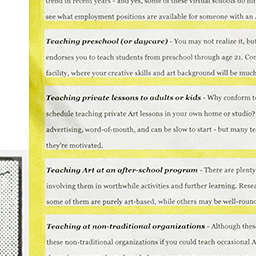 trend in recent years - and yes, some of these virtual schools do hi
see what employment positions are available for someone with an
Teaching preschool (or daycare) - You may not realize it, but
endorses you to teach students from preschool through age 21. Con
facility, where your creative skills and art background will be much
Teaching private lessons to adults or kids - Why conform t
schedule teaching private Art lessons in your own home or studio?
advertising, word-of-mouth, and can be slow to start - but many te
they're motivated.
Teaching Art at an after-school program - There are plenty
involving them in worthwhile activities and further learning. Resea
some of them are purely art-based, while others may be well-roun
Teaching at non-traditional organizations - Although these
these non-traditional organizations if you could teach occasional A